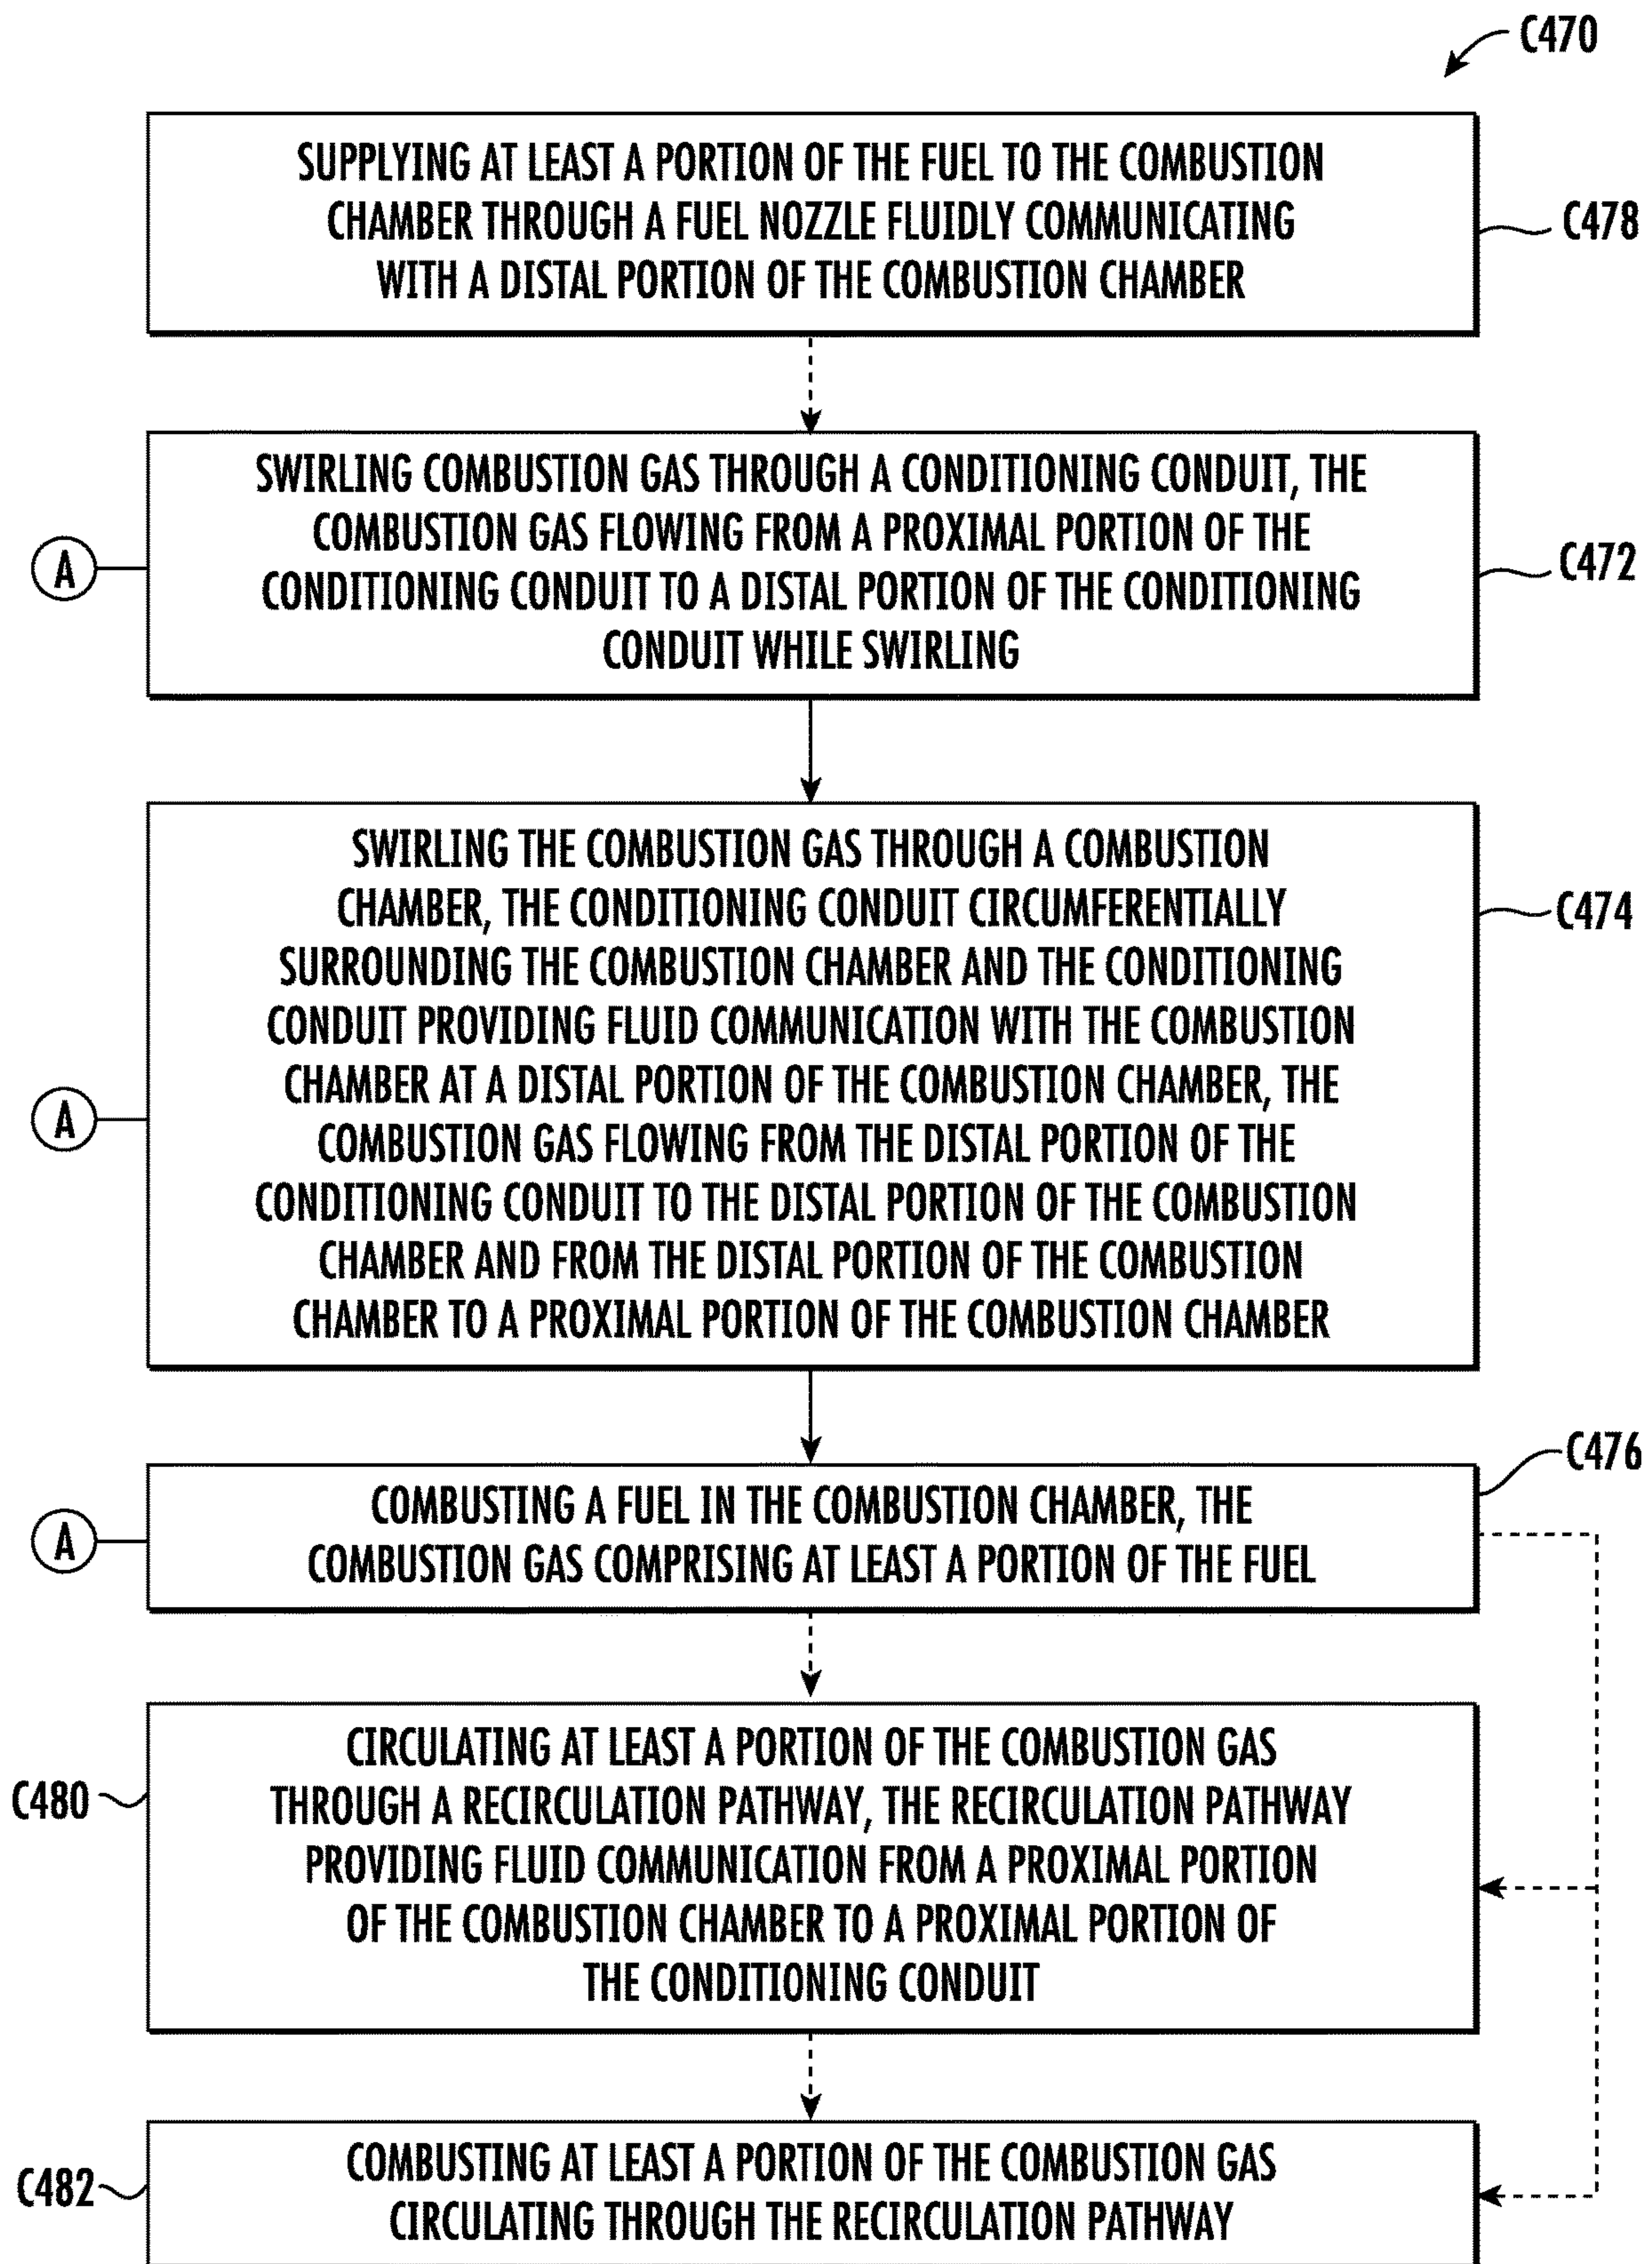 C470
SUPPLYING AT LEAST A PORTION OF THE FUEL TO THE COMBUSTION
CHAMBER THROUGH A FUEL NOZZLE FLUIDLY COMMUNICATING
WITH A DISTAL PORTION OF THE COMBUSTION CHAMBER
C478
SWIRLING COMBUSTION GAS THROUGH A CONDITIONING CONDUIT, THE
COMBUSTION GAS FLOWING FROM A PROXIMAL PORTION OF THE
CONDITIONING CONDUIT TO A DISTAL PORTION OF THE CONDITIONING
CONDUIT WHILE SWIRLING
A
C472
SWIRLING THE COMBUSTION GAS THROUGH A COMBUSTION
CHAMBER, THE CONDITIONING CONDUIT CIRCUMFERENTIALLY
SURROUNDING THE COMBUSTION CHAMBER AND THE CONDITIONING
CONDUIT PROVIDING FLUID COMMUNICATION WITH THE COMBUSTION
CHAMBER AT A DISTAL PORTION OF THE COMBUSTION CHAMBER, THE
COMBUSTION GAS FLOWING FROM THE DISTAL PORTION OF THE
CONDITIONING CONDUIT TO THE DISTAL PORTION OF THE COMBUSTION
CHAMBER AND FROM THE DISTAL PORTION OF THE COMBUSTION
CHAMBER TO A PROXIMAL PORTION OF THE COMBUSTION CHAMBER
A
C474
COMBUSTING A FUEL IN THE COMBUSTION CHAMBER, THE
COMBUSTION GAS COMPRISING AT LEAST A PORTION OF THE FUEL
A
C476
CIRCULATING AT LEAST A PORTION OF THE COMBUSTION GAS
THROUGH A RECIRCULATION PATHWAY, THE RECIRCULATION PATHWAY
PROVIDING FLUID COMMUNICATION FROM A PROXIMAL PORTION
OF THE COMBUSTION CHAMBER TO A PROXIMAL PORTION OF
THE CONDITIONING CONDUIT
C480
COMBUSTING AT LEAST A PORTION OF THE COMBUSTION GAS
CIRCULATING THROUGH THE RECIRCULATION PATHWAY
C482